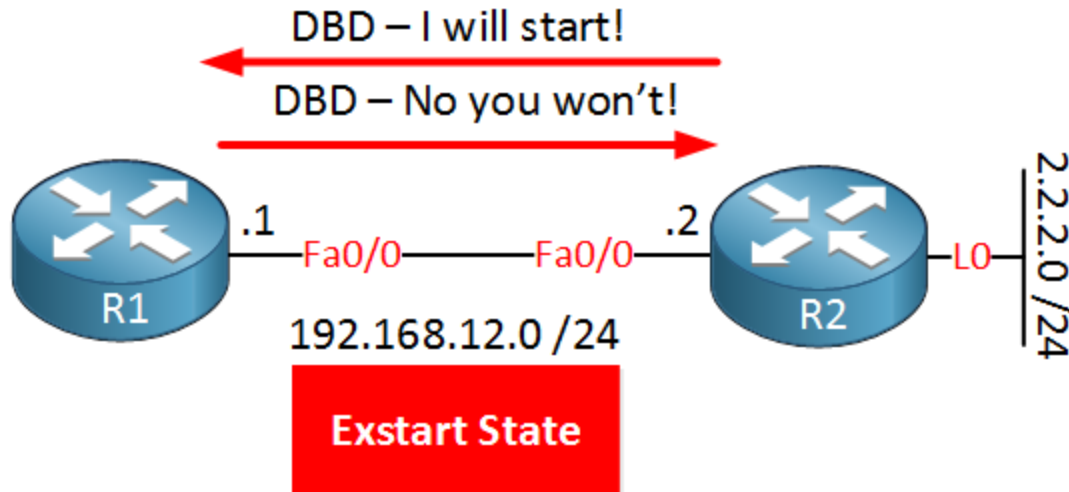 DBD – I will start!
DBD – No you won't!
.1
Fa0/0
Fa0/0
.2
L0
2.2.2.0 /24
R1
R2
192.168.12.0 /24
Exstart State